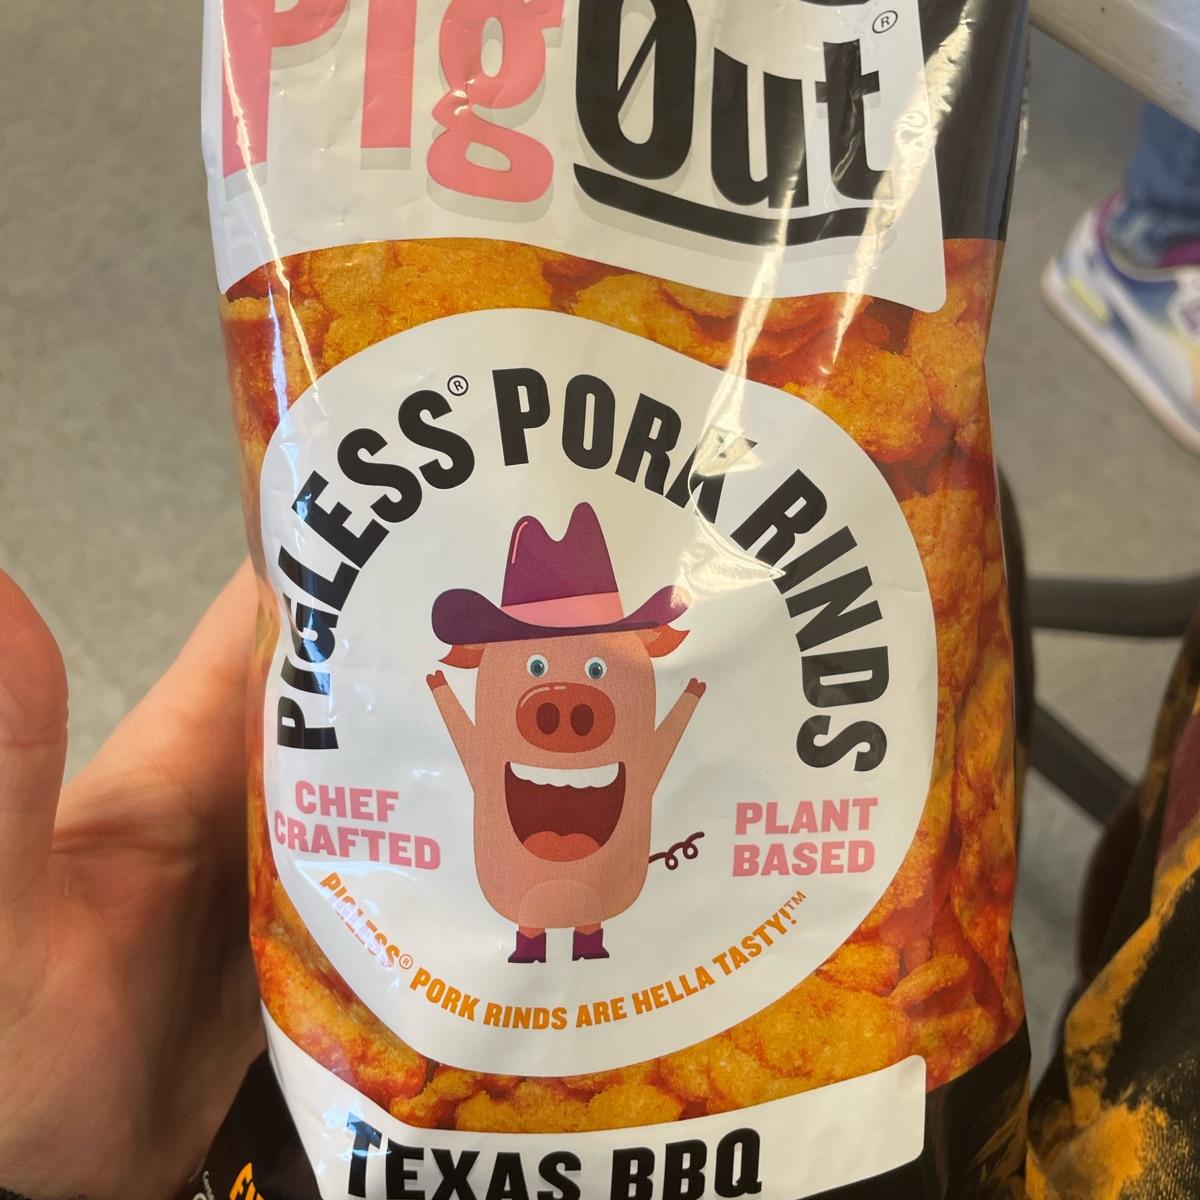 PigOut®
PIGLESS® PORK RINDS
CHEF
CRAFTED
PLANT
BASED
PIGLESS® PORK RINDS ARE HELLA TASTY!™
TEXAS BBQ